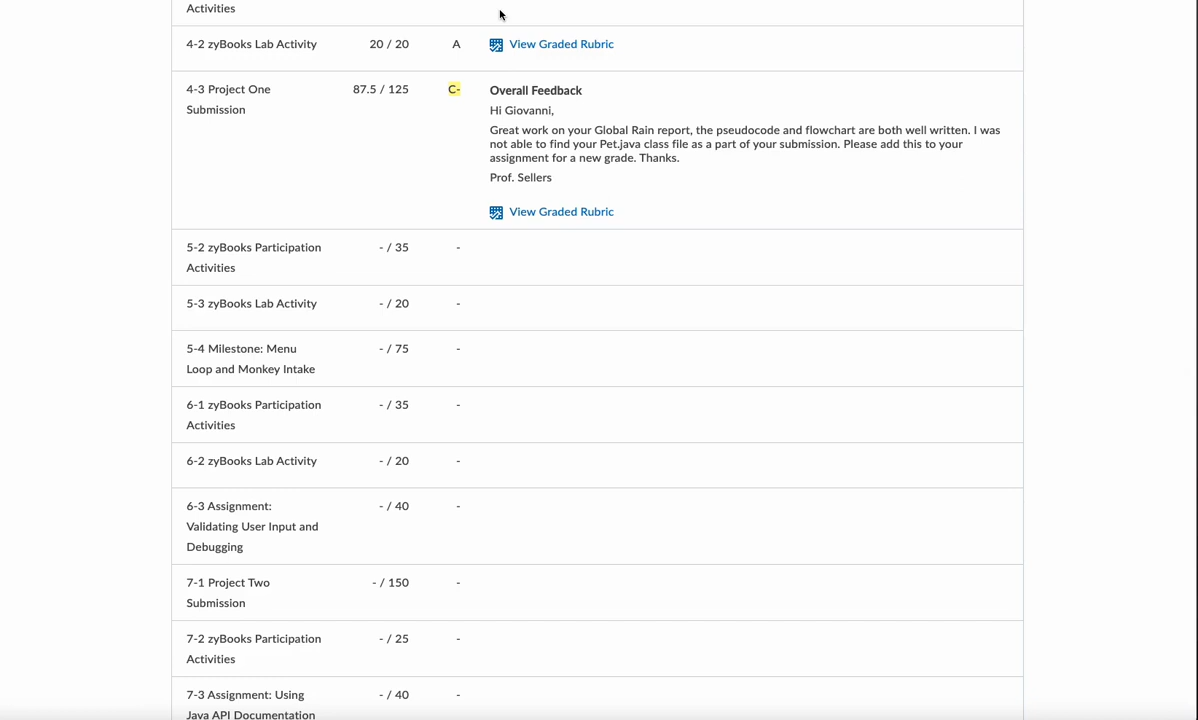 Activities
4-2 zyBooks Lab Activity 20 / 20 A View Graded Rubric
4-3 Project One 87.5 / 125 C- Overall Feedback
Submission
Hi Giovanni,
Great work on your Global Rain report, the pseudocode and flowchart are both well written. I was
not able to find your Pet.java class file as a part of your submission. Please add this to your
assignment for a new grade. Thanks.
Prof. Sellers
View Graded Rubric
5-2 zyBooks Participation - / 35 -
Activities
5-3 zyBooks Lab Activity - / 20 -
5-4 Milestone: Menu - / 75 -
Loop and Monkey Intake
6-1 zyBooks Participation - / 35 -
Activities
6-2 zyBooks Lab Activity - / 20 -
6-3 Assignment: - / 40 -
Validating User Input and
Debugging
7-1 Project Two - / 150 -
Submission
7-2 zyBooks Participation - / 25 -
Activities
7-3 Assignment: Using - / 40 -
Java API Documentation